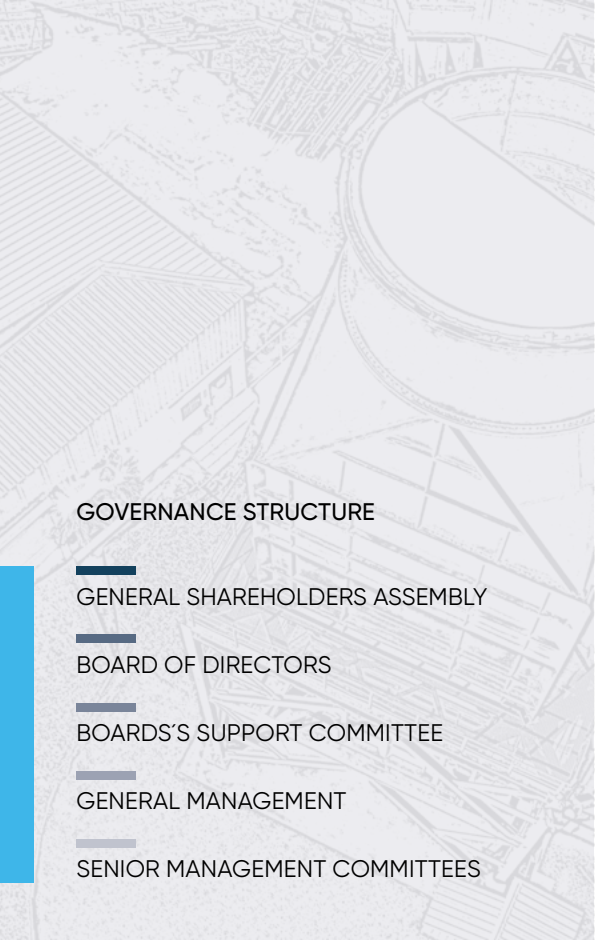 GOVERNANCE STRUCTURE
GENERAL SHAREHOLDERS ASSEMBLY
BOARD OF DIRECTORS
BOARDS´S SUPPORT COMMITTEE
GENERAL MANAGEMENT
SENIOR MANAGEMENT COMMITTEES